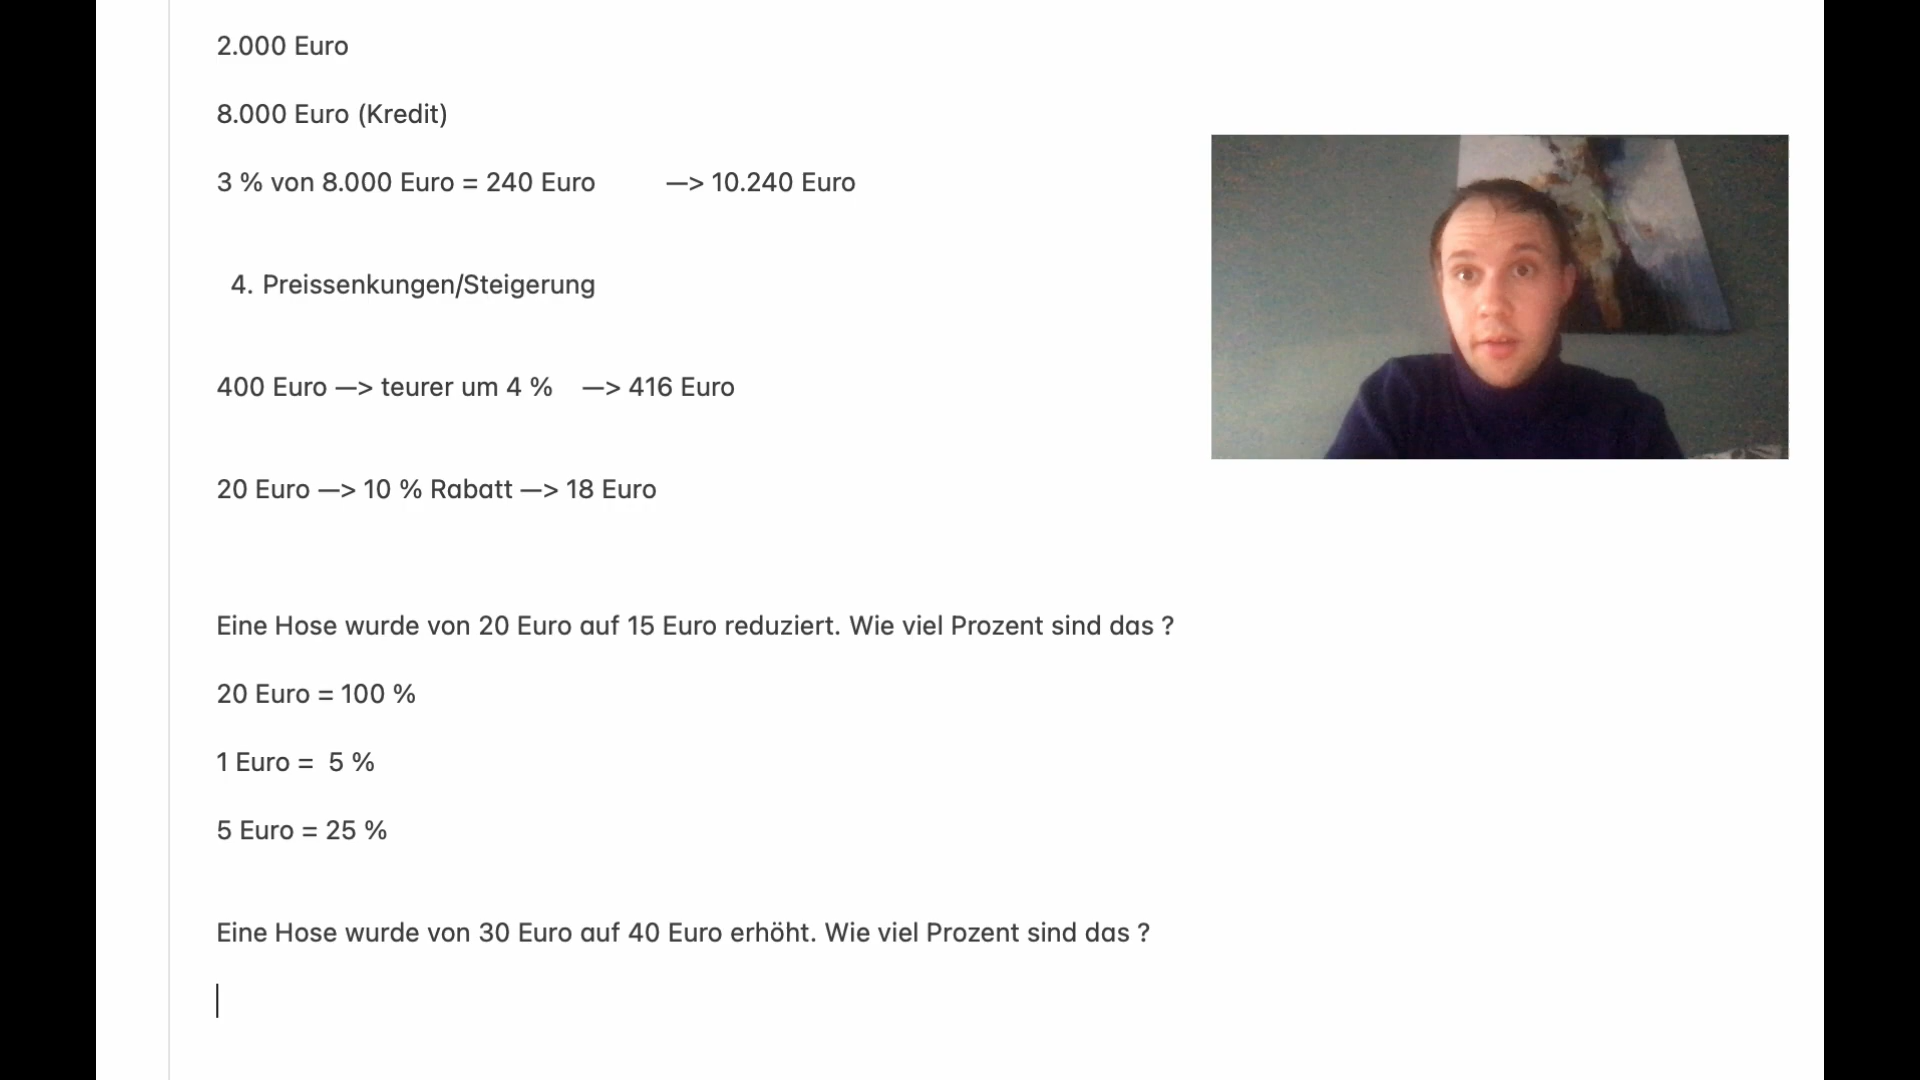 2.000 Euro
8.000 Euro (Kredit)
3 % von 8.000 Euro = 240 Euro —> 10.240 Euro
4. Preissenkungen/Steigerung
400 Euro —> teurer um 4 % —> 416 Euro
20 Euro —> 10 % Rabatt —> 18 Euro
Eine Hose wurde von 20 Euro auf 15 Euro reduziert. Wie viel Prozent sind das ?
20 Euro = 100 %
1 Euro = 5 %
5 Euro = 25 %
Eine Hose wurde von 30 Euro auf 40 Euro erhöht. Wie viel Prozent sind das ?